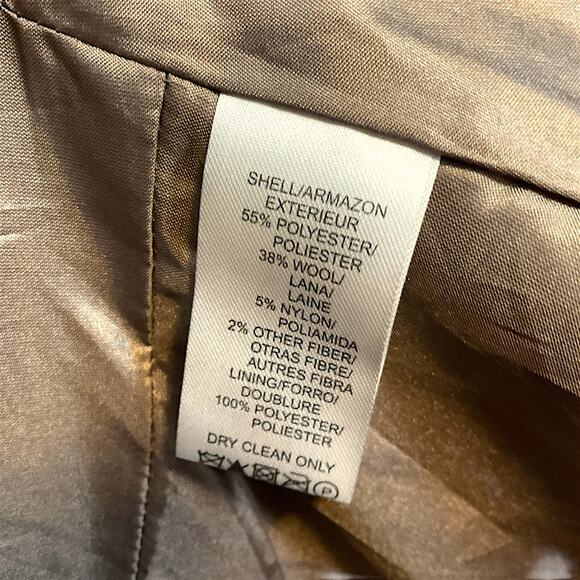 SHELL/ARMAZON
EXTERIEUR
55% POLYESTER/
POLIESTER
38% WOOL/
LANA/
LAINE
5% NYLON/
POLIAMIDA
2% OTHER FIBER/
OTRAS FIBRE/
AUTRES FIBRA
LINING/FORRO/
DOUBLURE
100% POLYESTER/
POLIESTER
DRY CLEAN ONLY
P